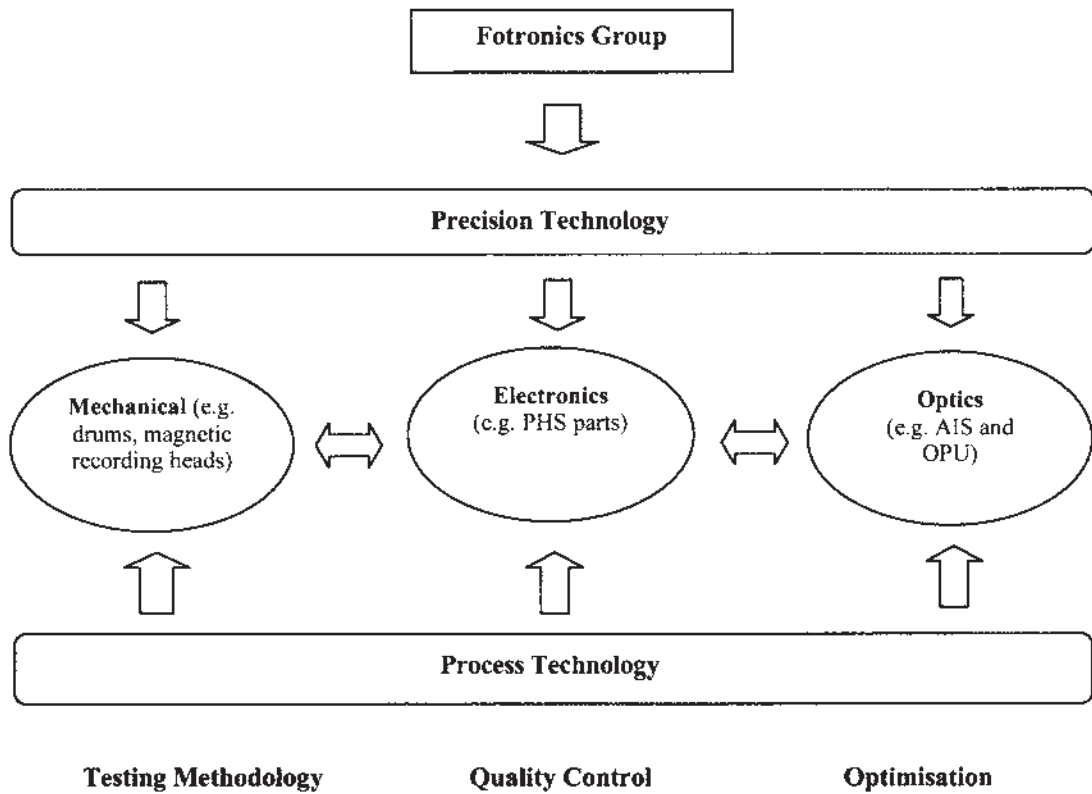 Fotronics Group
Precision Technology
Mechanical (e.g.
drums, magnetic
recording heads)
Electronics
(e.g. PHS parts)
Optics
(e.g. AIS and
OPU)
Process Technology
Testing Methodology
Quality Control
Optimisation